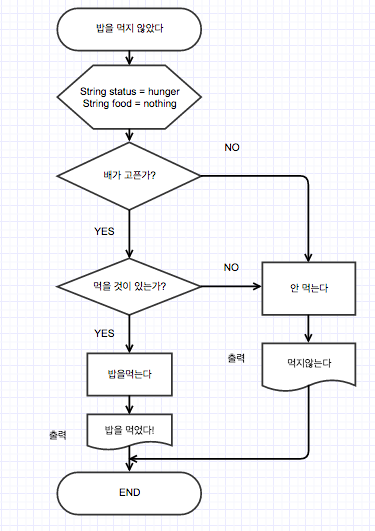 밥을 먹지 않았다
String status = hunger
String food = nothing
NO
배가 고픈가?
YES
NO
먹을 것이 있는가?
안 먹는다
YES
출력
먹지않는다
밥을먹는다
출력
밥을 먹었다!
END